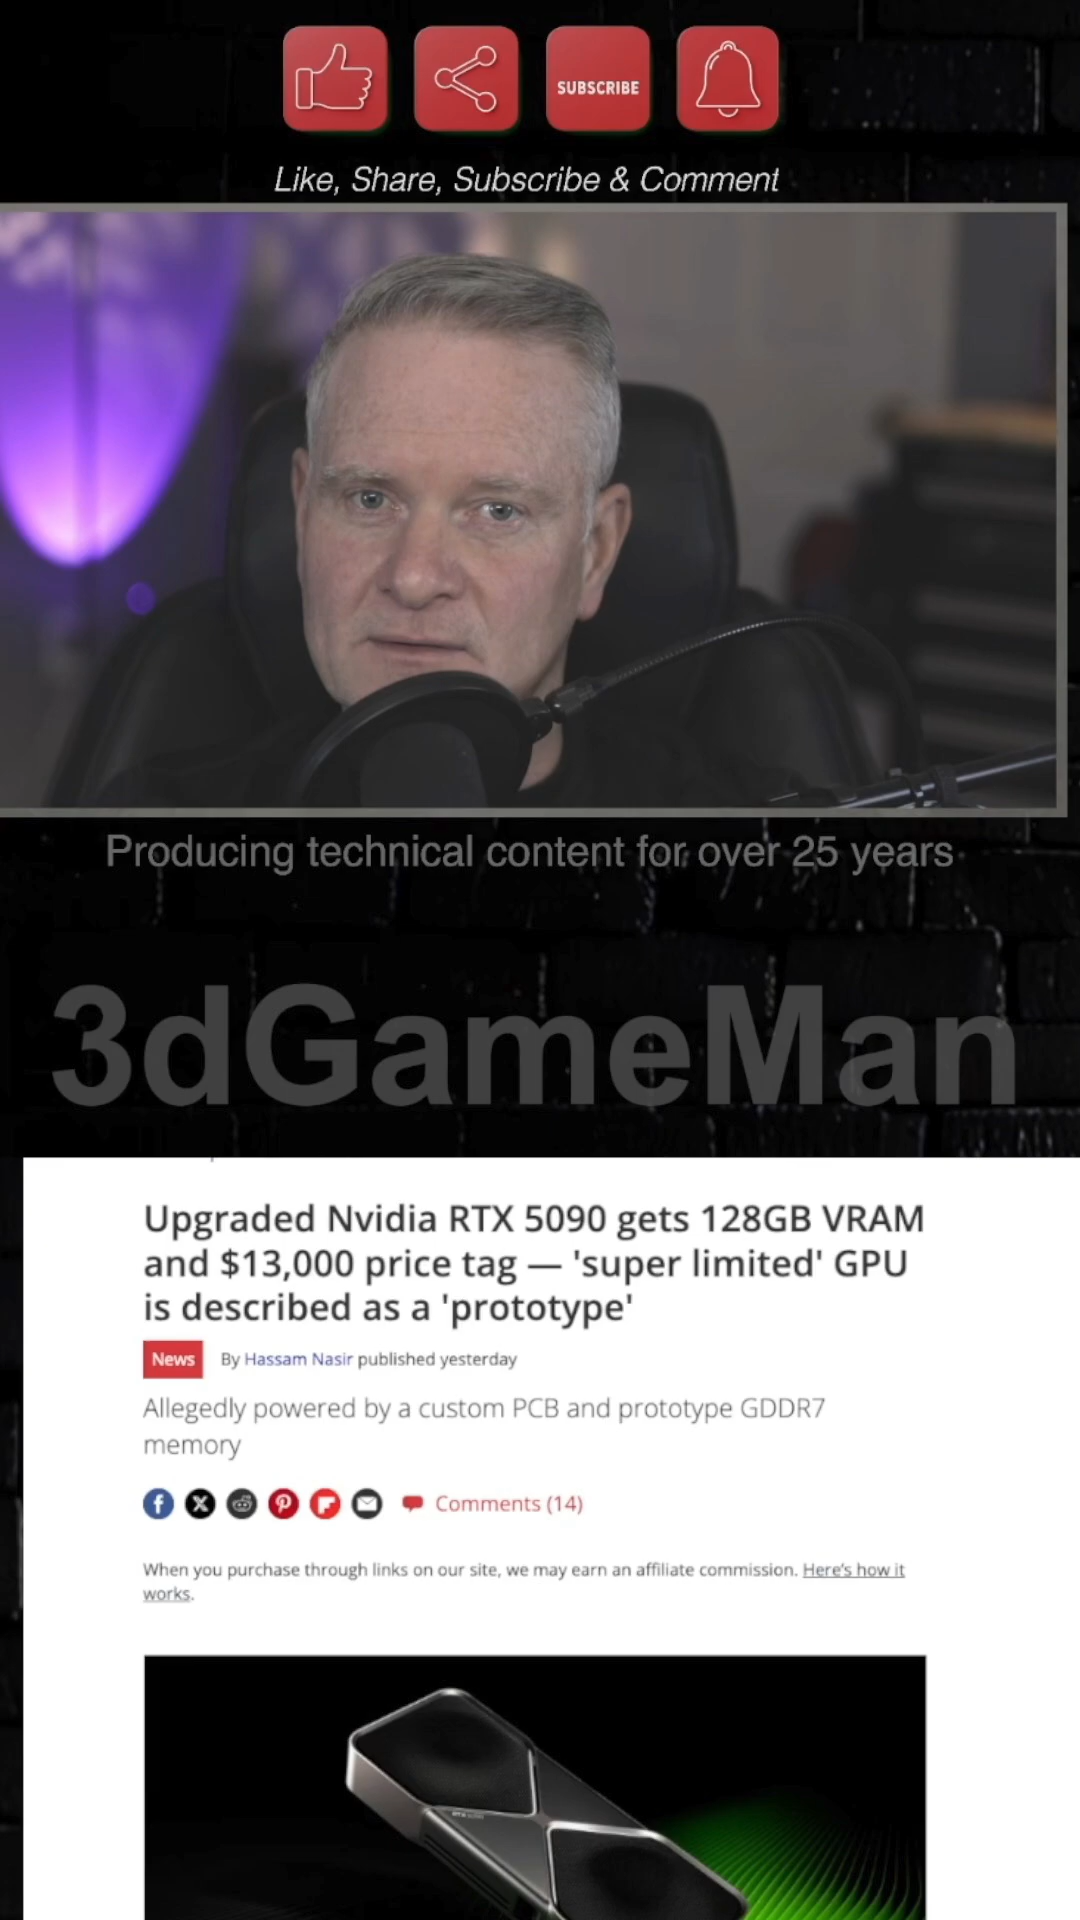 SUBSCRIBE
Like, Share, Subscribe & Comment
Producing technical content for over 25 years
3dGameMan
Upgraded Nvidia RTX 5090 gets 128GB VRAM
and $13,000 price tag — 'super limited' GPU
is described as a 'prototype'
News By Hassam Nasir published yesterday
Allegedly powered by a custom PCB and prototype GDDR7
memory
Comments (14)
When you purchase through links on our site, we may earn an affiliate commission. Here's how it
works.